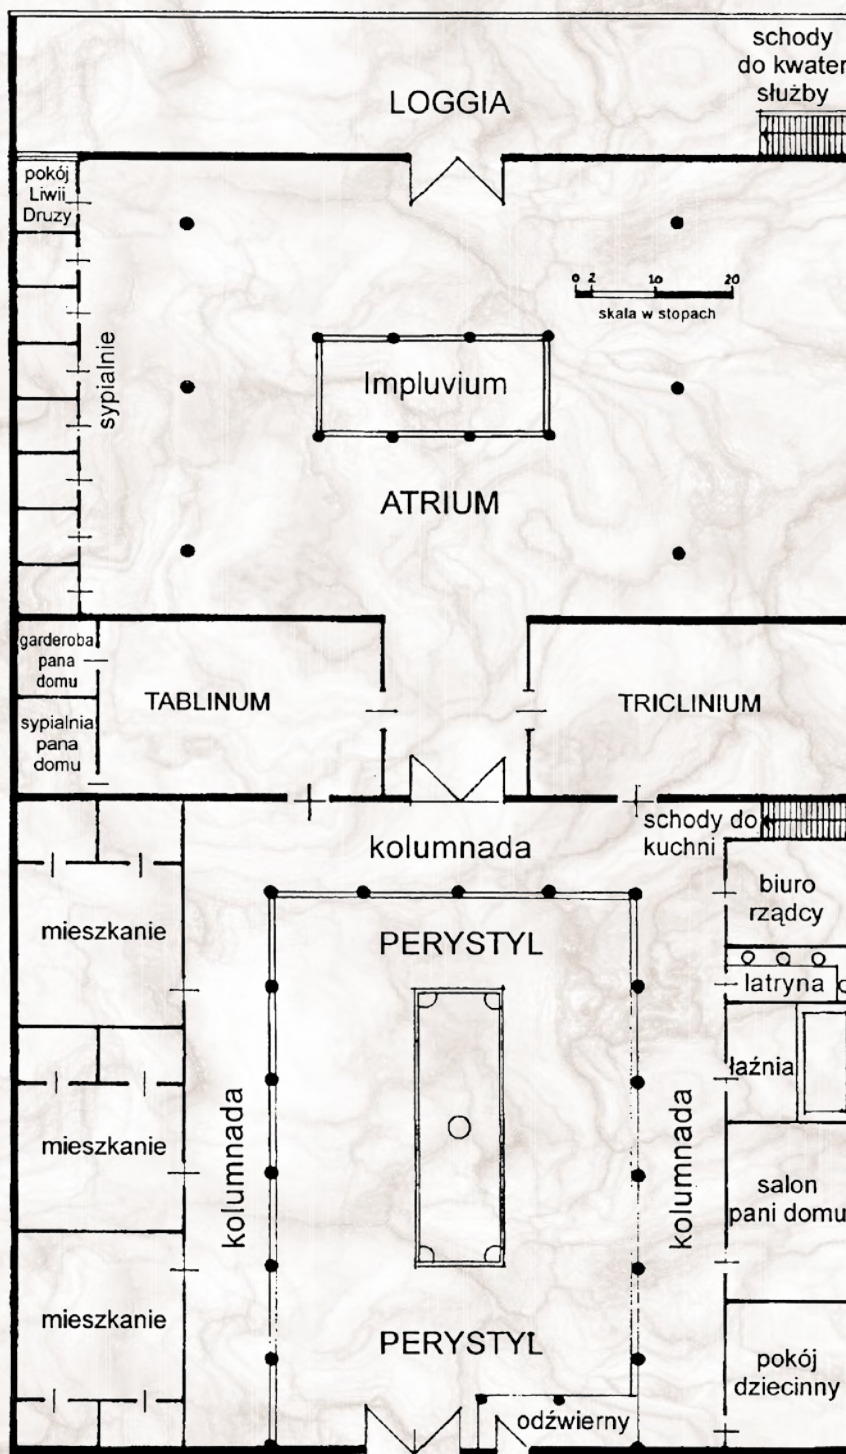 schody
do kwater
służby
LOGGIA
pokój
Liwii
Druzy
0 2 10 20
skala w stopach
sypialnie
Impluvium
ATRIUM
garderoba
pana
domu
TABLINUM
TRICLINIUM
sypialnia
pana
domu
schody do
kuchni
kolumnada
biuro
rządcy
mieszkanie
PERYSTYL
latryna
łaźnia
kolumnada
kolumnada
mieszkanie
salon
pani domu
mieszkanie
PERYSTYL
pokój
dziecinny
odźwierny